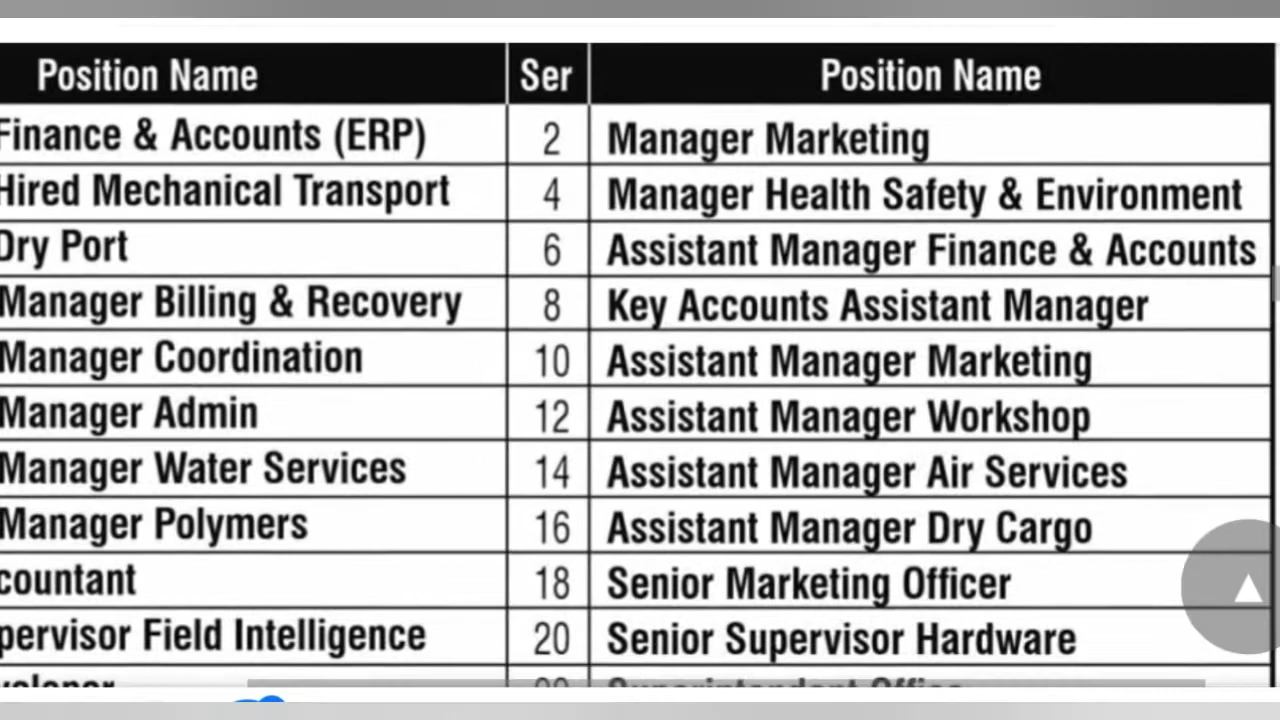 Position Name Ser Position Name
Finance & Accounts (ERP) 2 Manager Marketing
Hired Mechanical Transport 4 Manager Health Safety & Environment
Dry Port 6 Assistant Manager Finance & Accounts
Manager Billing & Recovery 8 Key Accounts Assistant Manager
Manager Coordination 10 Assistant Manager Marketing
Manager Admin 12 Assistant Manager Workshop
Manager Water Services 14 Assistant Manager Air Services
Manager Polymers 16 Assistant Manager Dry Cargo
countant 18 Senior Marketing Officer
pervisor Field Intelligence 20 Senior Supervisor Hardware